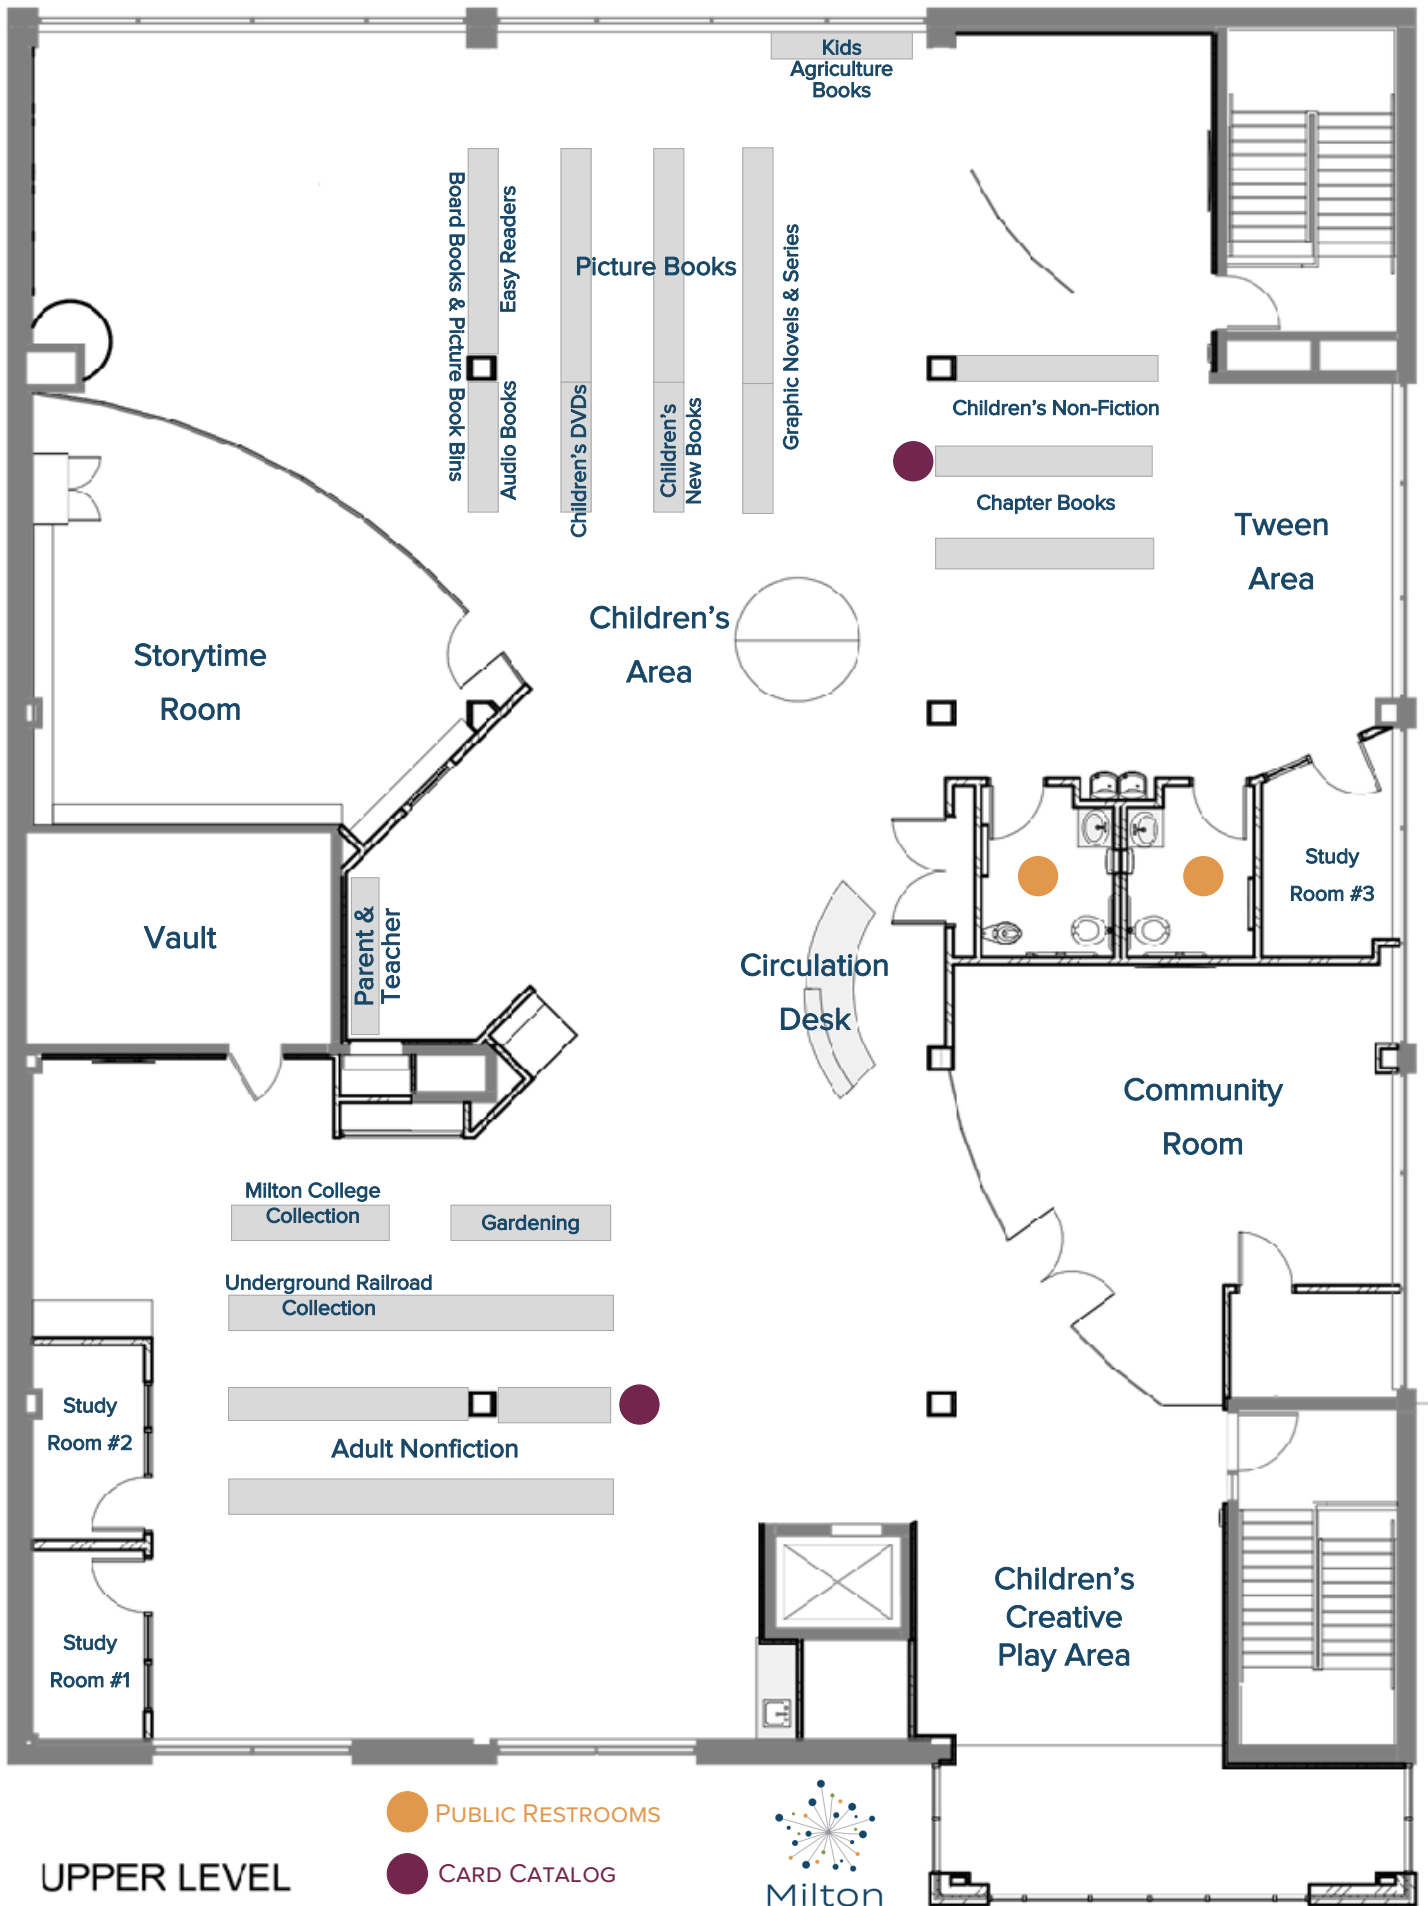 Kids
Agriculture
Books
Board Books & Picture Book Bins
Easy Readers
Audio Books
Picture Books
Children's DVDs
Children's
New Books
Graphic Novels & Series
Children's Non-Fiction
Chapter Books
Tween
Area
Children's
Area
Storytime
Room
Study
Room #3
Vault
Parent &
Teacher
Circulation
Desk
Community
Room
Milton College
Collection
Gardening
Underground Railroad
Collection
Study
Room #2
Adult Nonfiction
Study
Room #1
Children's
Creative
Play Area
PUBLIC RESTROOMS
CARD CATALOG
UPPER LEVEL
Milton